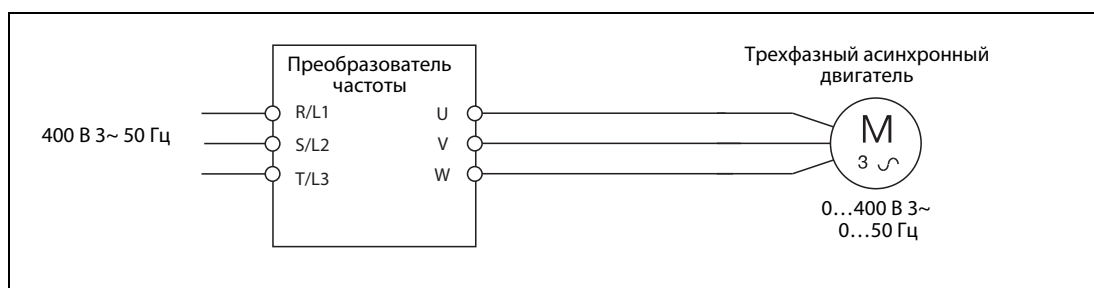 Преобразователь
частоты
Трехфазный асинхронный
двигатель
400 В 3~ 50 Гц
R/L1
S/L2
T/L3
U
V
W
M
3 ~
0…400 В 3~
0…50 Гц